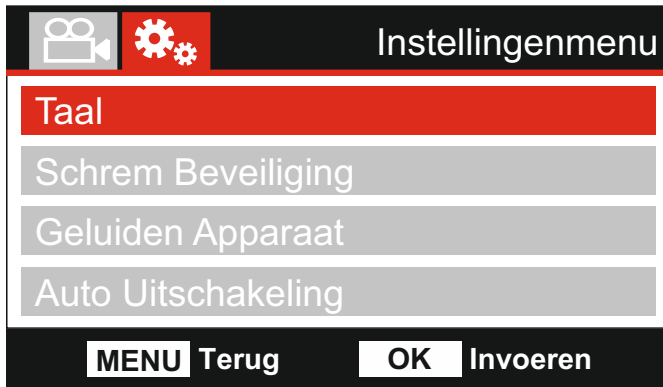 Instellingenmenu
Taal
Schrem Beveiliging
Geluiden Apparaat
Auto Uitschakeling
MENU Terug OK Invoeren